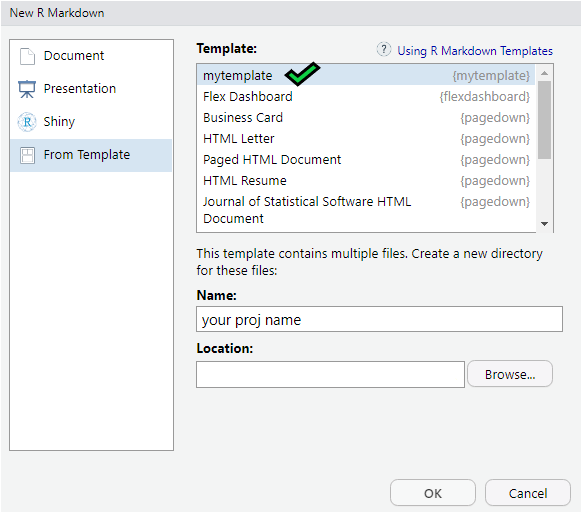 New R Markdown
Document
Presentation
Shiny
From Template
Template:
? Using R Markdown Templates
mytemplate {mytemplate}
Flex Dashboard {flexdashboard}
Business Card {pagedown}
HTML Letter {pagedown}
Paged HTML Document {pagedown}
HTML Resume {pagedown}
Journal of Statistical Software HTML {pagedown}
Document
This template contains multiple files. Create a new directory
for these files:
Name:
your proj name
Location:
Browse...
OK Cancel